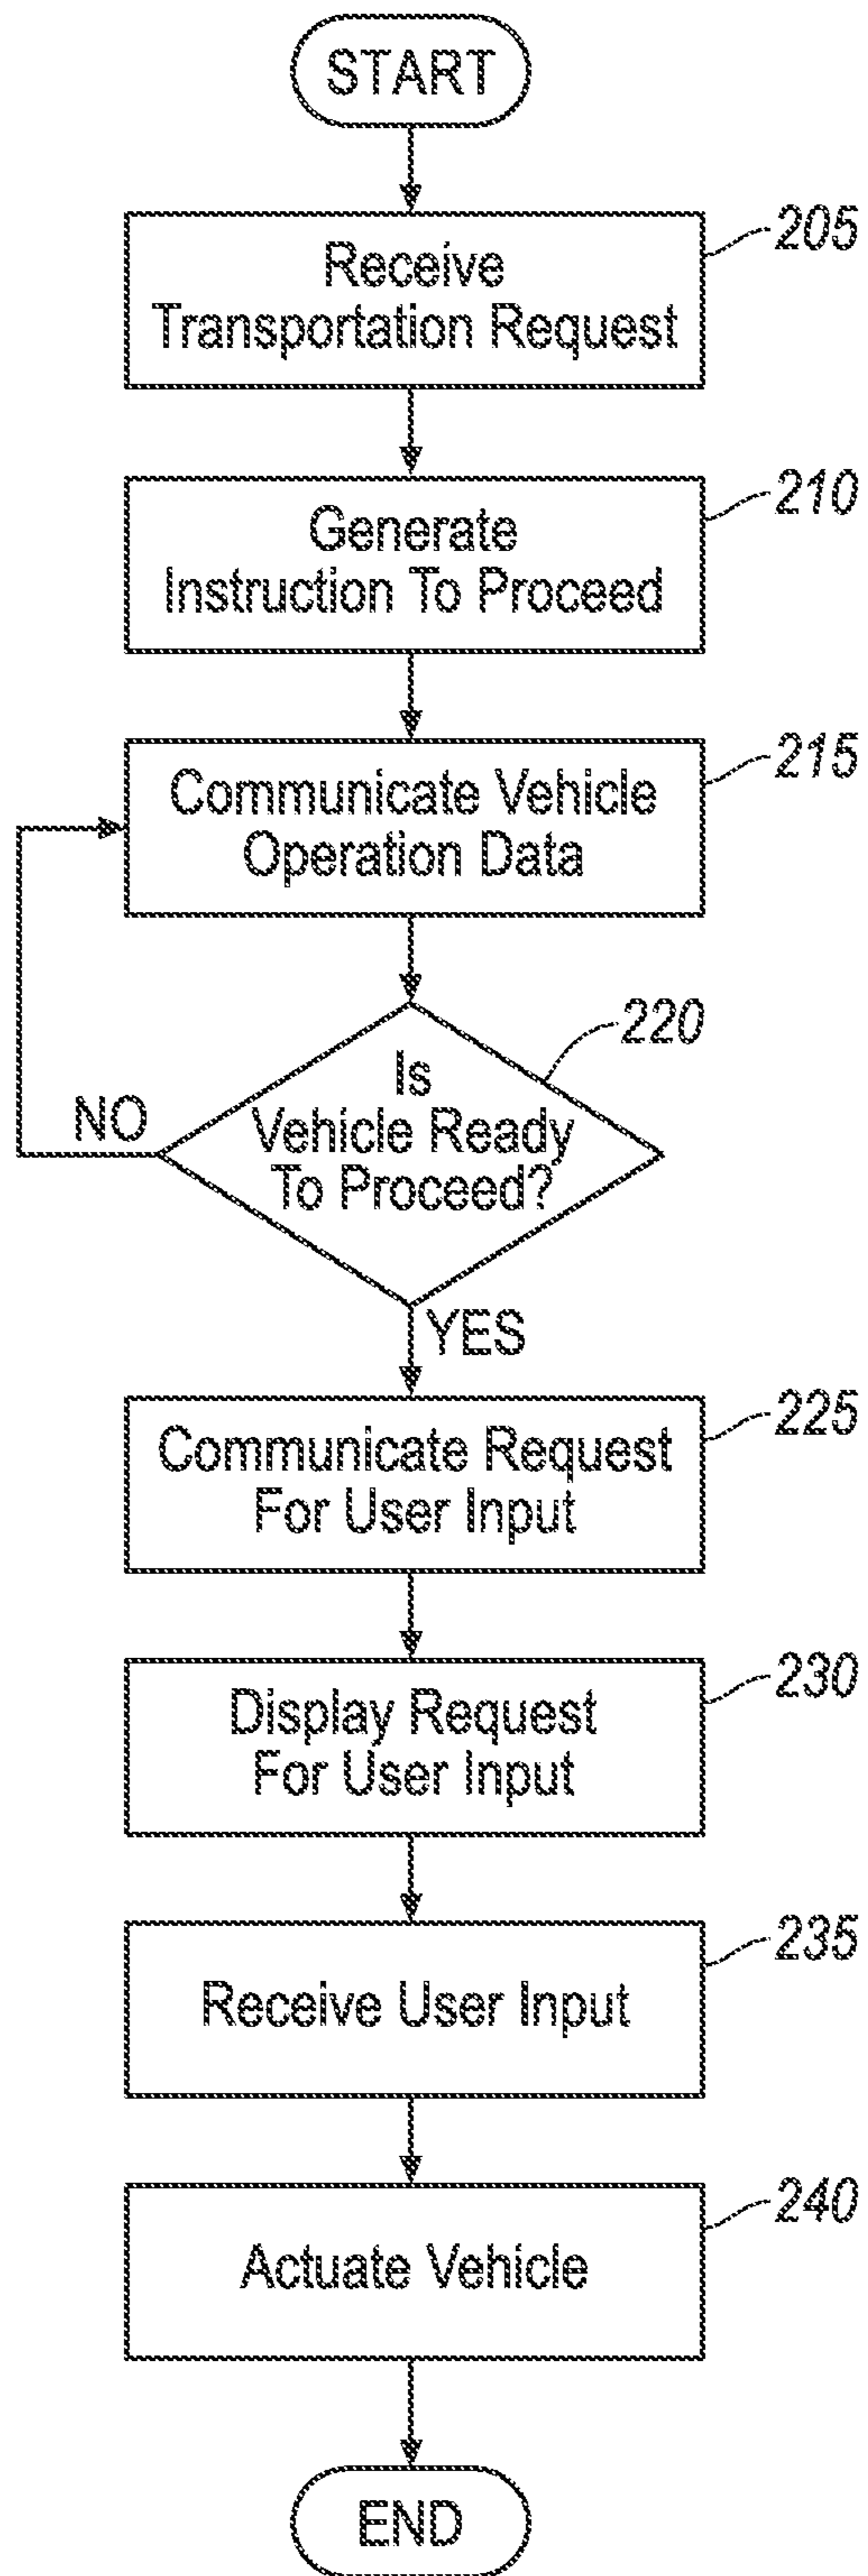 START
205
Receive
Transportation Request
210
Generate
Instruction To Proceed
215
Communicate Vehicle
Operation Data
220
Is
Vehicle Ready
To Proceed?
NO
YES
225
Communicate Request
For User Input
230
Display Request
For User Input
235
Receive User Input
240
Actuate Vehicle
END